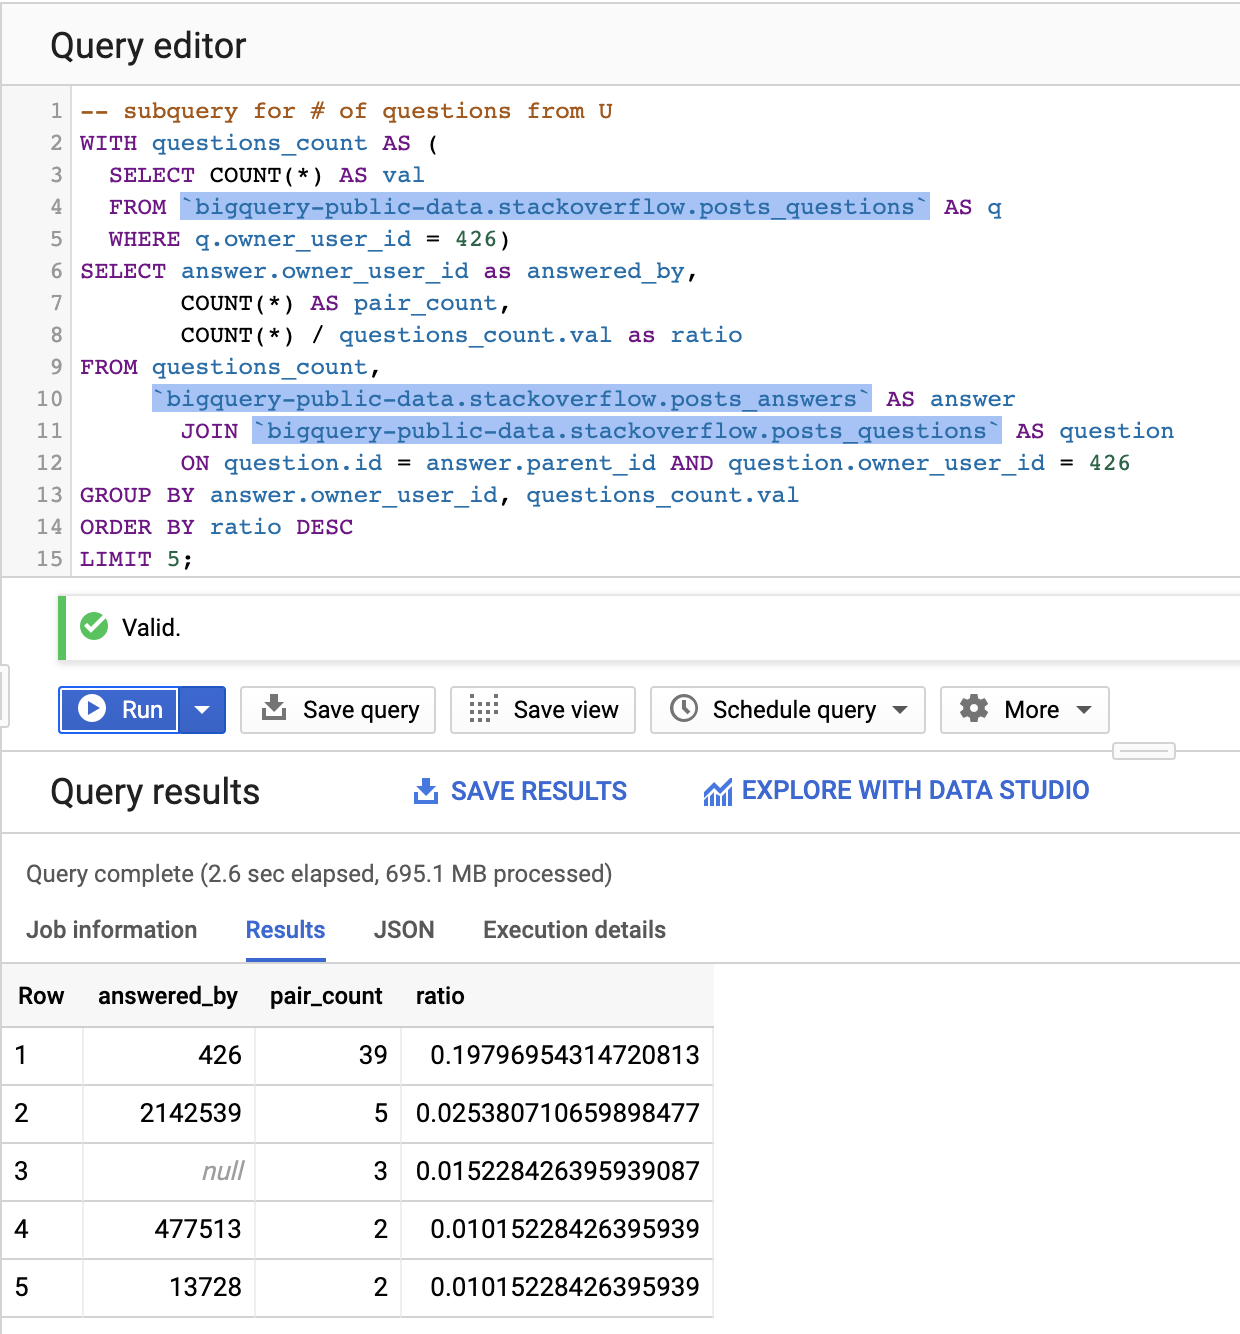 Query editor
1 -- subquery for # of questions from U
2 WITH questions_count AS (
3 SELECT COUNT(*) AS val
4 FROM `bigquery-public-data.stackoverflow.posts_questions` AS q
5 WHERE q.owner_user_id = 426)
6 SELECT answer.owner_user_id as answered_by,
7 COUNT(*) AS pair_count,
8 COUNT(*) / questions_count.val as ratio
9 FROM questions_count,
10 `bigquery-public-data.stackoverflow.posts_answers` AS answer
11 JOIN `bigquery-public-data.stackoverflow.posts_questions` AS question
12 ON question.id = answer.parent_id AND question.owner_user_id = 426
13 GROUP BY answer.owner_user_id, questions_count.val
14 ORDER BY ratio DESC
15 LIMIT 5;
Valid.
Run Save query Save view Schedule query More
Query results SAVE RESULTS EXPLORE WITH DATA STUDIO
Query complete (2.6 sec elapsed, 695.1 MB processed)
Job information Results JSON Execution details
Row answered_by pair_count ratio
1 426 39 0.19796954314720813
2 2142539 5 0.025380710659898477
3 null 3 0.015228426395939087
4 477513 2 0.01015228426395939
5 13728 2 0.01015228426395939